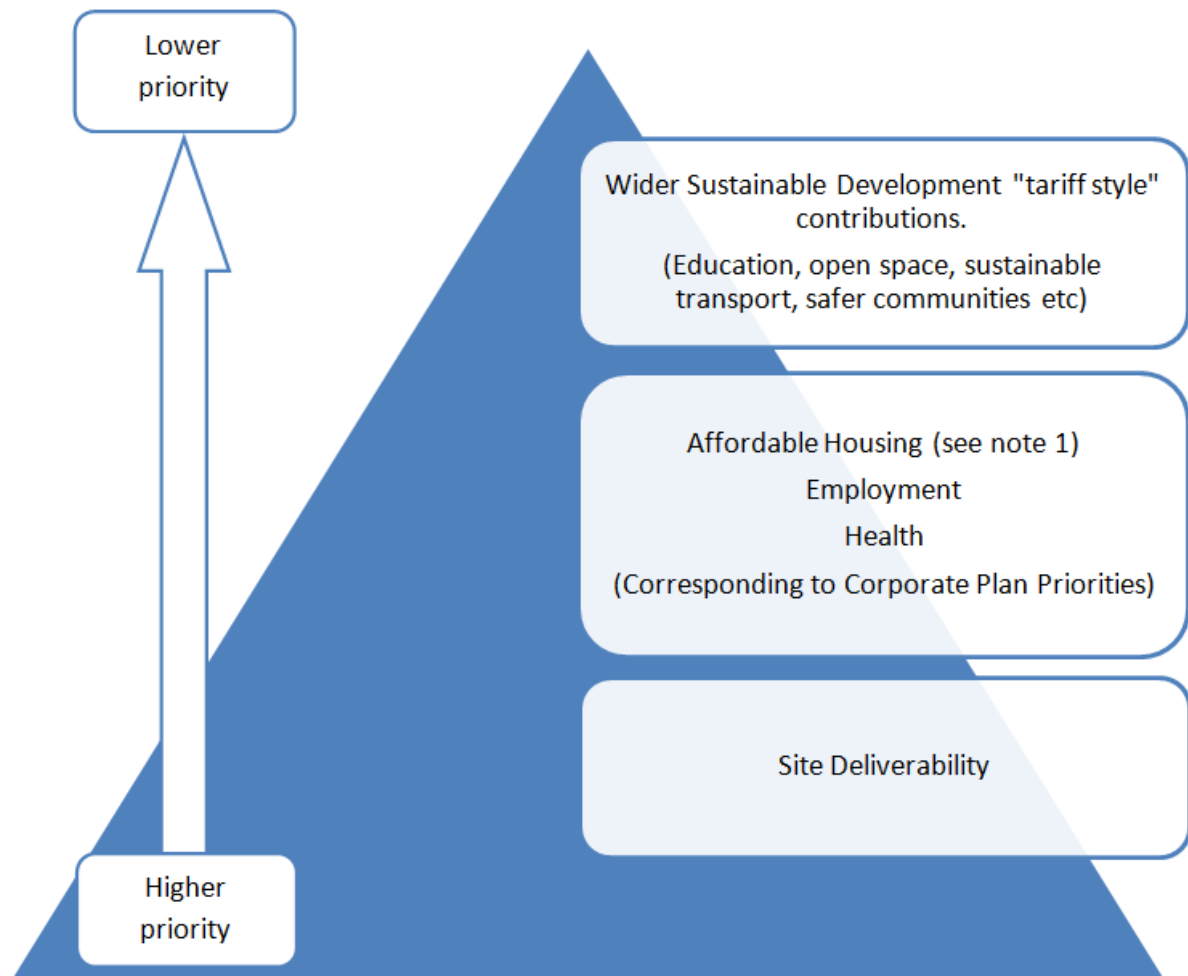 Lower
priority
Wider Sustainable Development "tariff style"
contributions.
(Education, open space, sustainable
transport, safer communities etc)
Affordable Housing (see note 1)
Employment
Health
(Corresponding to Corporate Plan Priorities)
Site Deliverability
Higher
priority